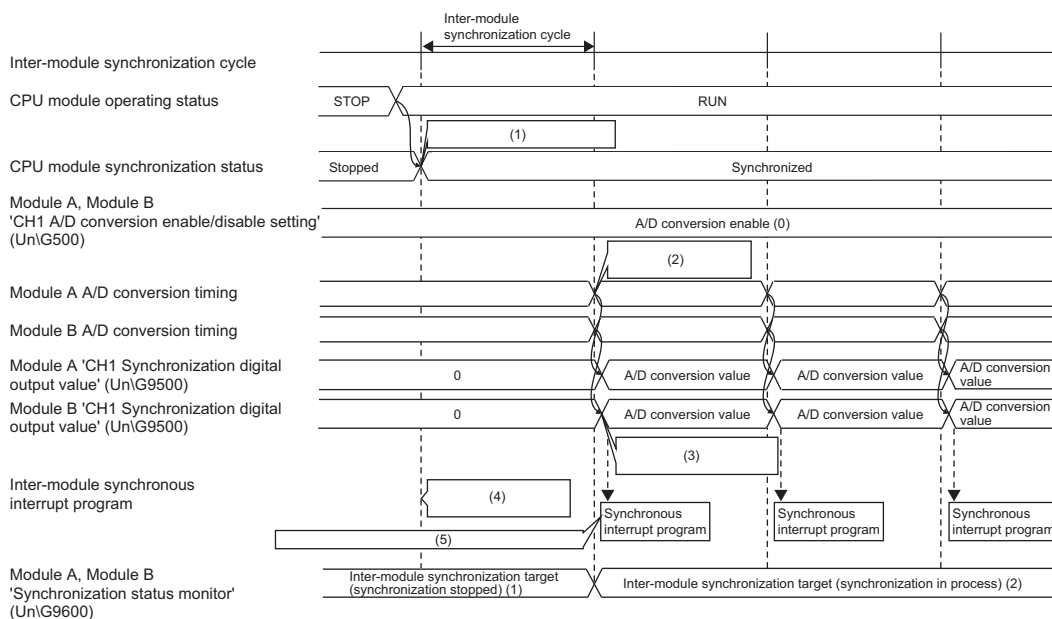 Inter-module
synchronization cycle
Inter-module synchronization cycle
CPU module operating status
STOP
RUN
(1)
CPU module synchronization status
Stopped
Synchronized
Module A, Module B
'CH1 A/D conversion enable/disable setting'
(Un\G500)
A/D conversion enable (0)
(2)
Module A A/D conversion timing
Module B A/D conversion timing
Module A 'CH1 Synchronization digital
output value' (Un\G9500)
0
A/D conversion value
A/D conversion value
A/D conversion
value
Module B 'CH1 Synchronization digital
output value' (Un\G9500)
0
A/D conversion value
A/D conversion value
A/D conversion
value
(3)
Inter-module synchronous
interrupt program
(4)
Synchronous
interrupt program
Synchronous
interrupt program
Synchronous
interrupt program
(5)
Module A, Module B
'Synchronization status monitor'
(Un\G9600)
Inter-module synchronization target
(synchronization stopped) (1)
Inter-module synchronization target (synchronization in process) (2)